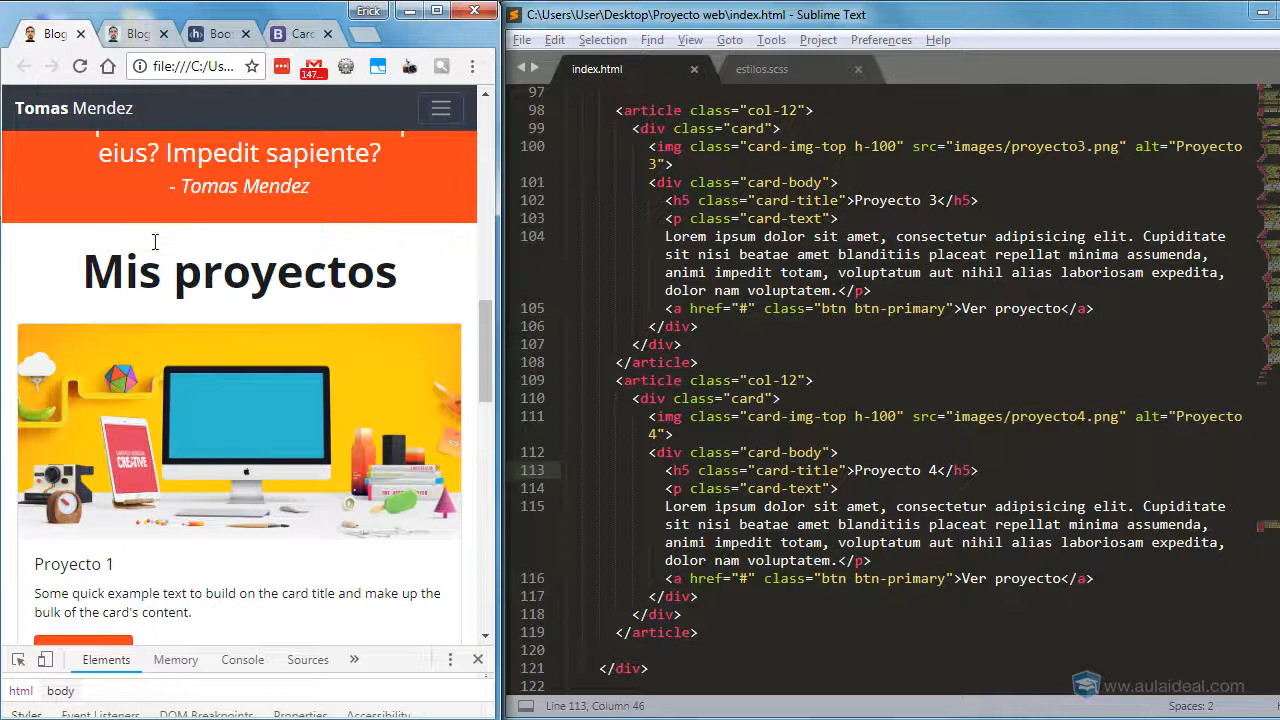 Erick
Blog
Blog
Boo
Card
file:///C:/Us...
147...
Tomas Mendez
eius? Impedit sapiente?
- Tomas Mendez
Mis proyectos
CREATIVE
Proyecto 1
Some quick example text to build on the card title and make up the
bulk of the card's content.
Elements Memory Console Sources »
html body
Styles Event Listeners DOM Breakpoints Properties Accessibility
C:\Users\User\Desktop\Proyecto web\index.html - Sublime Text
File Edit Selection Find View Goto Tools Project Preferences Help
index.html
estilos.scss
97
98 <article class="col-12">
99 <div class="card">
100 <img class="card-img-top h-100" src="images/proyecto3.png" alt="Proyecto
3">
101 <div class="card-body">
102 <h5 class="card-title">Proyecto 3</h5>
103 <p class="card-text">
104 Lorem ipsum dolor sit amet, consectetur adipisicing elit. Cupiditate
sit nisi beatae amet blanditiis placeat repellat minima assumenda,
animi impedit totam, voluptatum aut nihil alias laboriosam expedita,
dolor nam voluptatem.</p>
105 <a href="#" class="btn btn-primary">Ver proyecto</a>
106 </div>
107 </div>
108 </article>
109 <article class="col-12">
110 <div class="card">
111 <img class="card-img-top h-100" src="images/proyecto4.png" alt="Proyecto
4">
112 <div class="card-body">
113 <h5 class="card-title">Proyecto 4</h5>
114 <p class="card-text">
115 Lorem ipsum dolor sit amet, consectetur adipisicing elit. Cupiditate
sit nisi beatae amet blanditiis placeat repellat minima assumenda,
animi impedit totam, voluptatum aut nihil alias laboriosam expedita,
dolor nam voluptatem.</p>
116 <a href="#" class="btn btn-primary">Ver proyecto</a>
117 </div>
118 </div>
119 </article>
120
121 </div>
122
ww.aulaideal.com
Line 113, Column 46
Spaces: 2